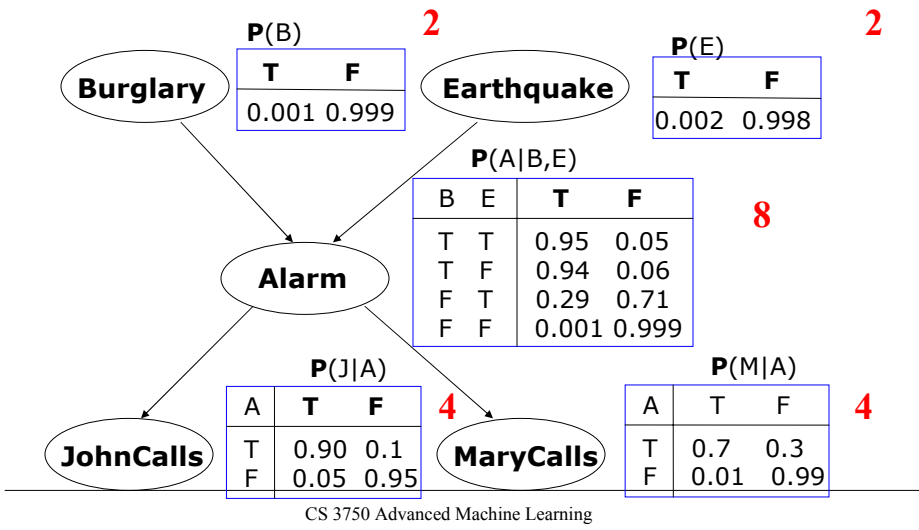 P(B) 2 2
P(E)
Burglary T F Earthquake T F
0.001 0.999 0.002 0.998
P(A|B,E)
B E T F
8
T T 0.95 0.05
T F 0.94 0.06
Alarm
F T 0.29 0.71
F F 0.001 0.999
P(J|A) P(M|A)
A T F 4 A T F 4
JohnCalls T 0.90 0.1 MaryCalls T 0.7 0.3
F 0.05 0.95 F 0.01 0.99
CS 3750 Advanced Machine Learning